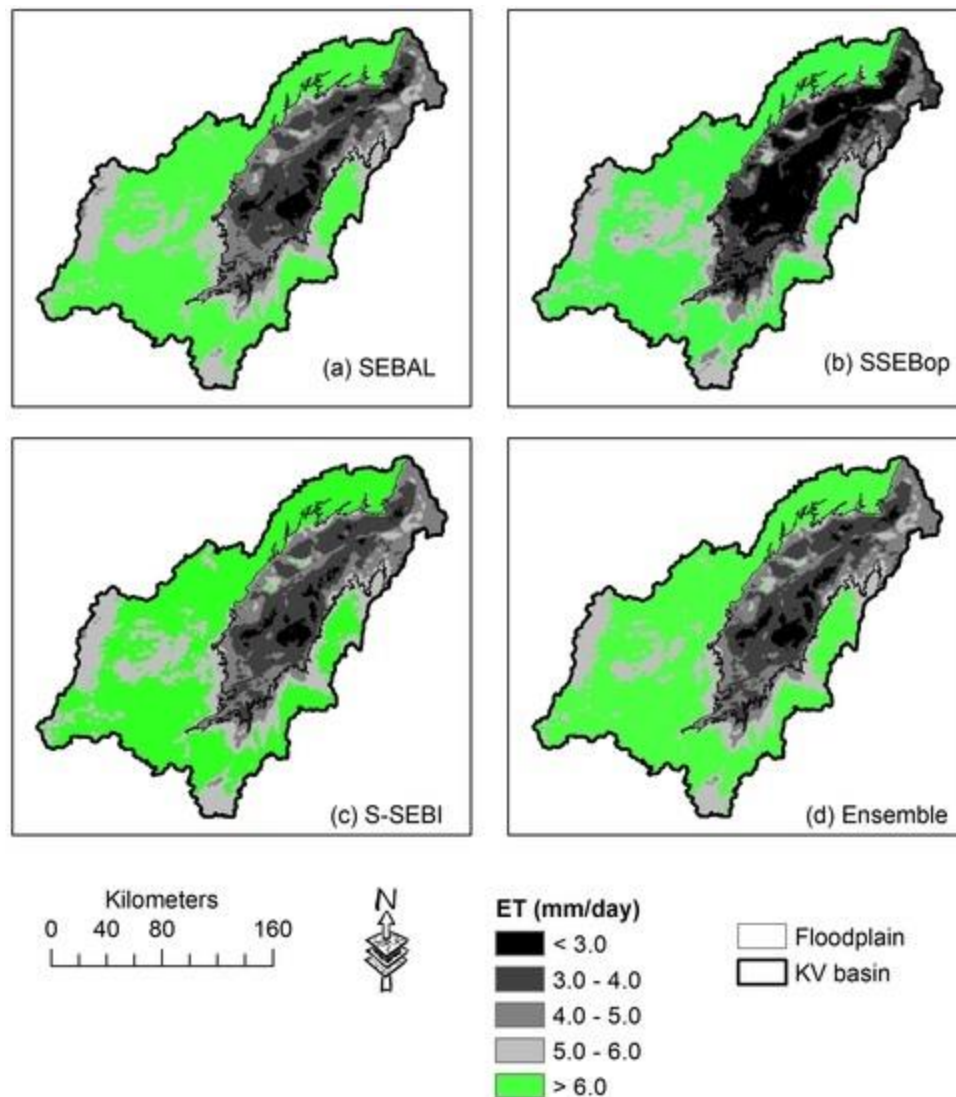 (a) SEBAL
(b) SSEBop
(c) S-SEBI
(d) Ensemble
Kilometers
0 40 80 160
N
ET (mm/day)
< 3.0
3.0 - 4.0
4.0 - 5.0
5.0 - 6.0
> 6.0
Floodplain
KV basin